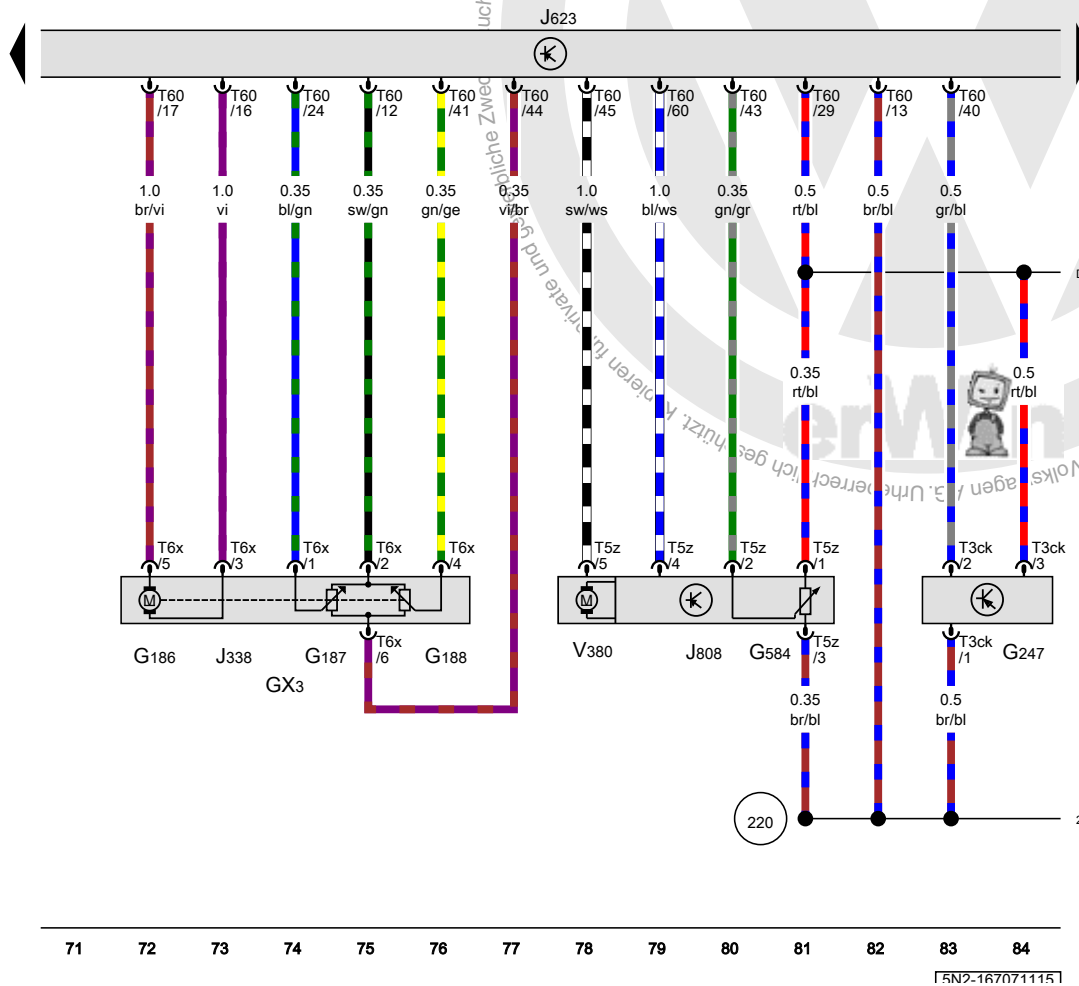 J623
T60 T60 T60 T60 T60 T60 T60 T60 T60 T60 T60 T60
/17 /16 /24 /12 /41 /44 /45 /60 /43 /29 /13 /40
1.0 1.0 0.35 0.35 0.35 0.35 1.0 1.0 0.35 0.5 0.5 0.5
br/vi vi bl/gn sw/gn gn/ge vi/br sw/ws bl/ws gn/gr rt/bl br/bl gr/bl
0.35 0.5
rt/bl rt/bl
T6x T6x T6x T6x T6x T5z T5z T5z T5z T3ck T3ck
/5 /3 /1 /2 /4 /5 /4 /2 /1 /2 /3
M M
T6x T5z T3ck
/6 /3 /1
G186 J338 G187 G188 V380 J808 G584 G247
GX3
0.35 0.5
br/bl br/bl
220
71 72 73 74 75 76 77 78 79 80 81 82 83 84
5N2-167071115